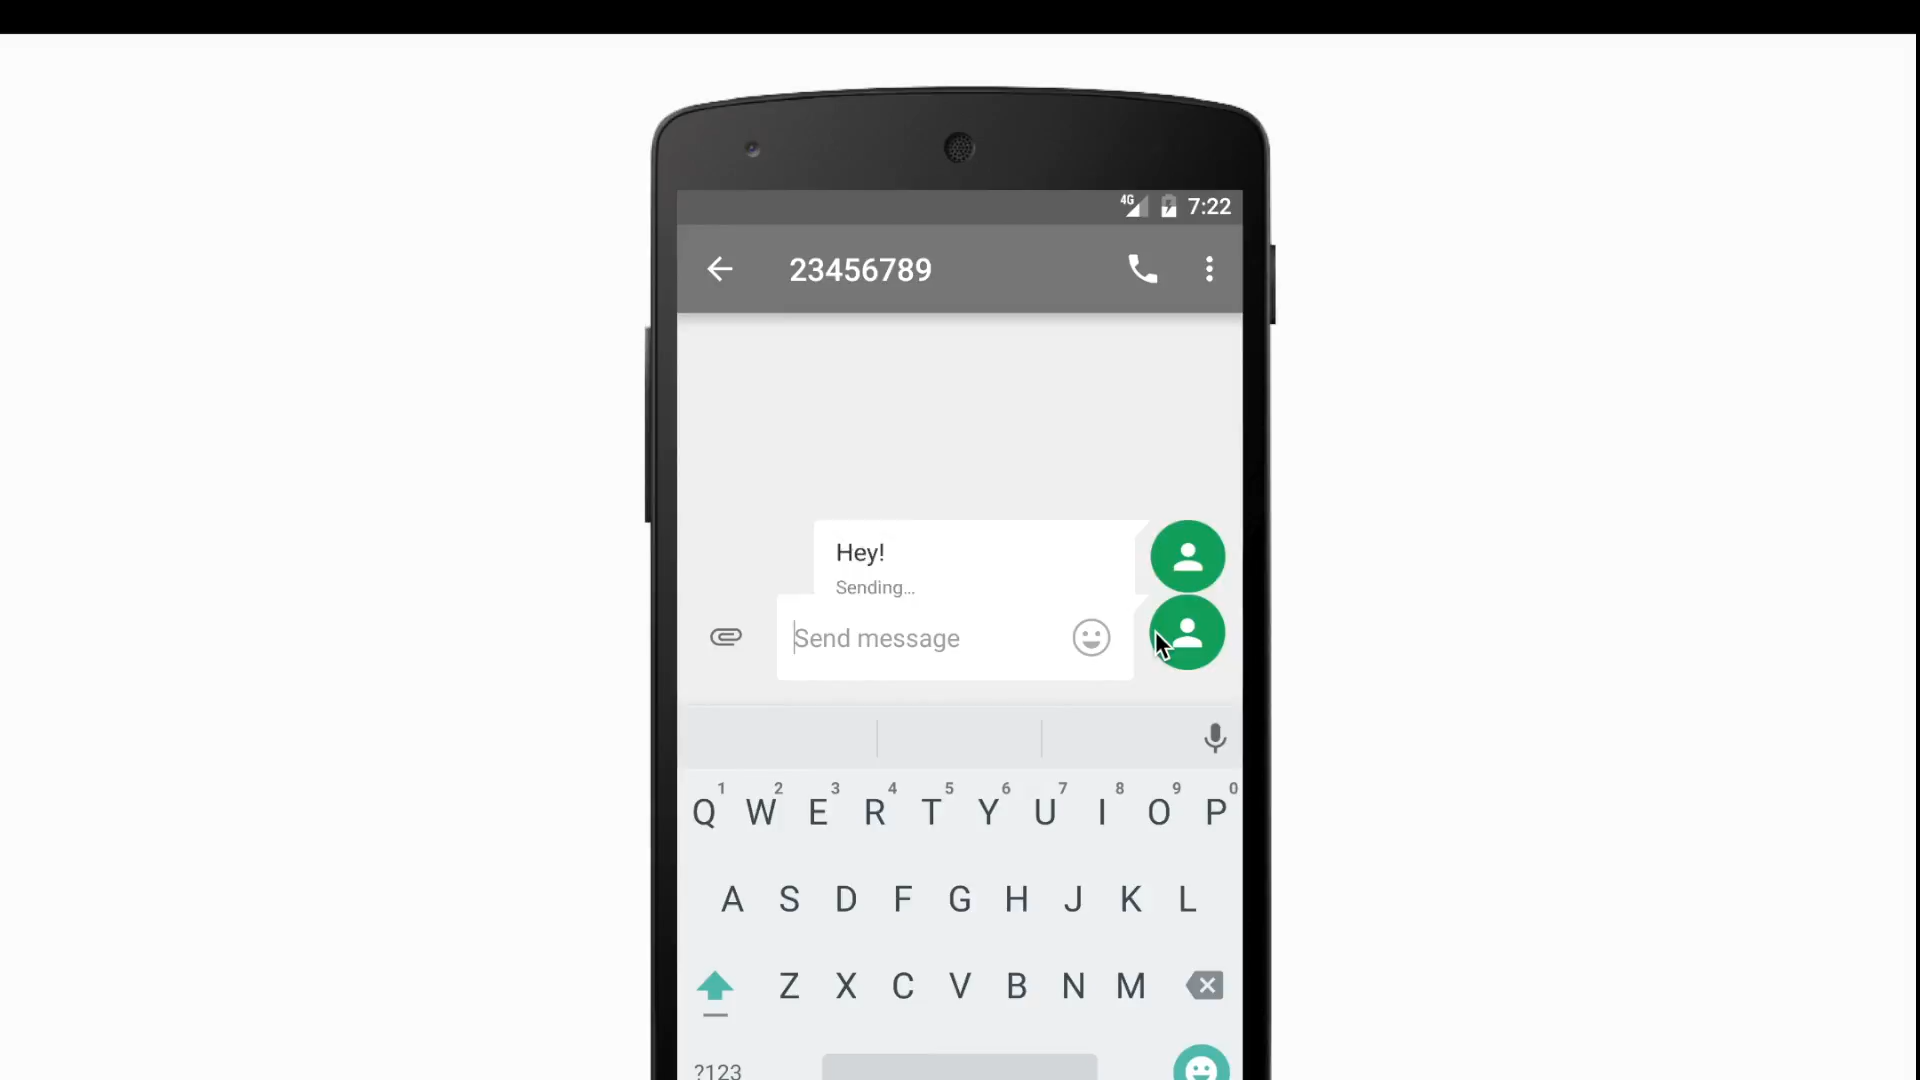 4G 7:22
23456789
Hey!
Sending...
Send message
1 2 3 4 5 6 7 8 9 0
Q W E R T Y U I O P
A S D F G H J K L
Z X C V B N M
?123